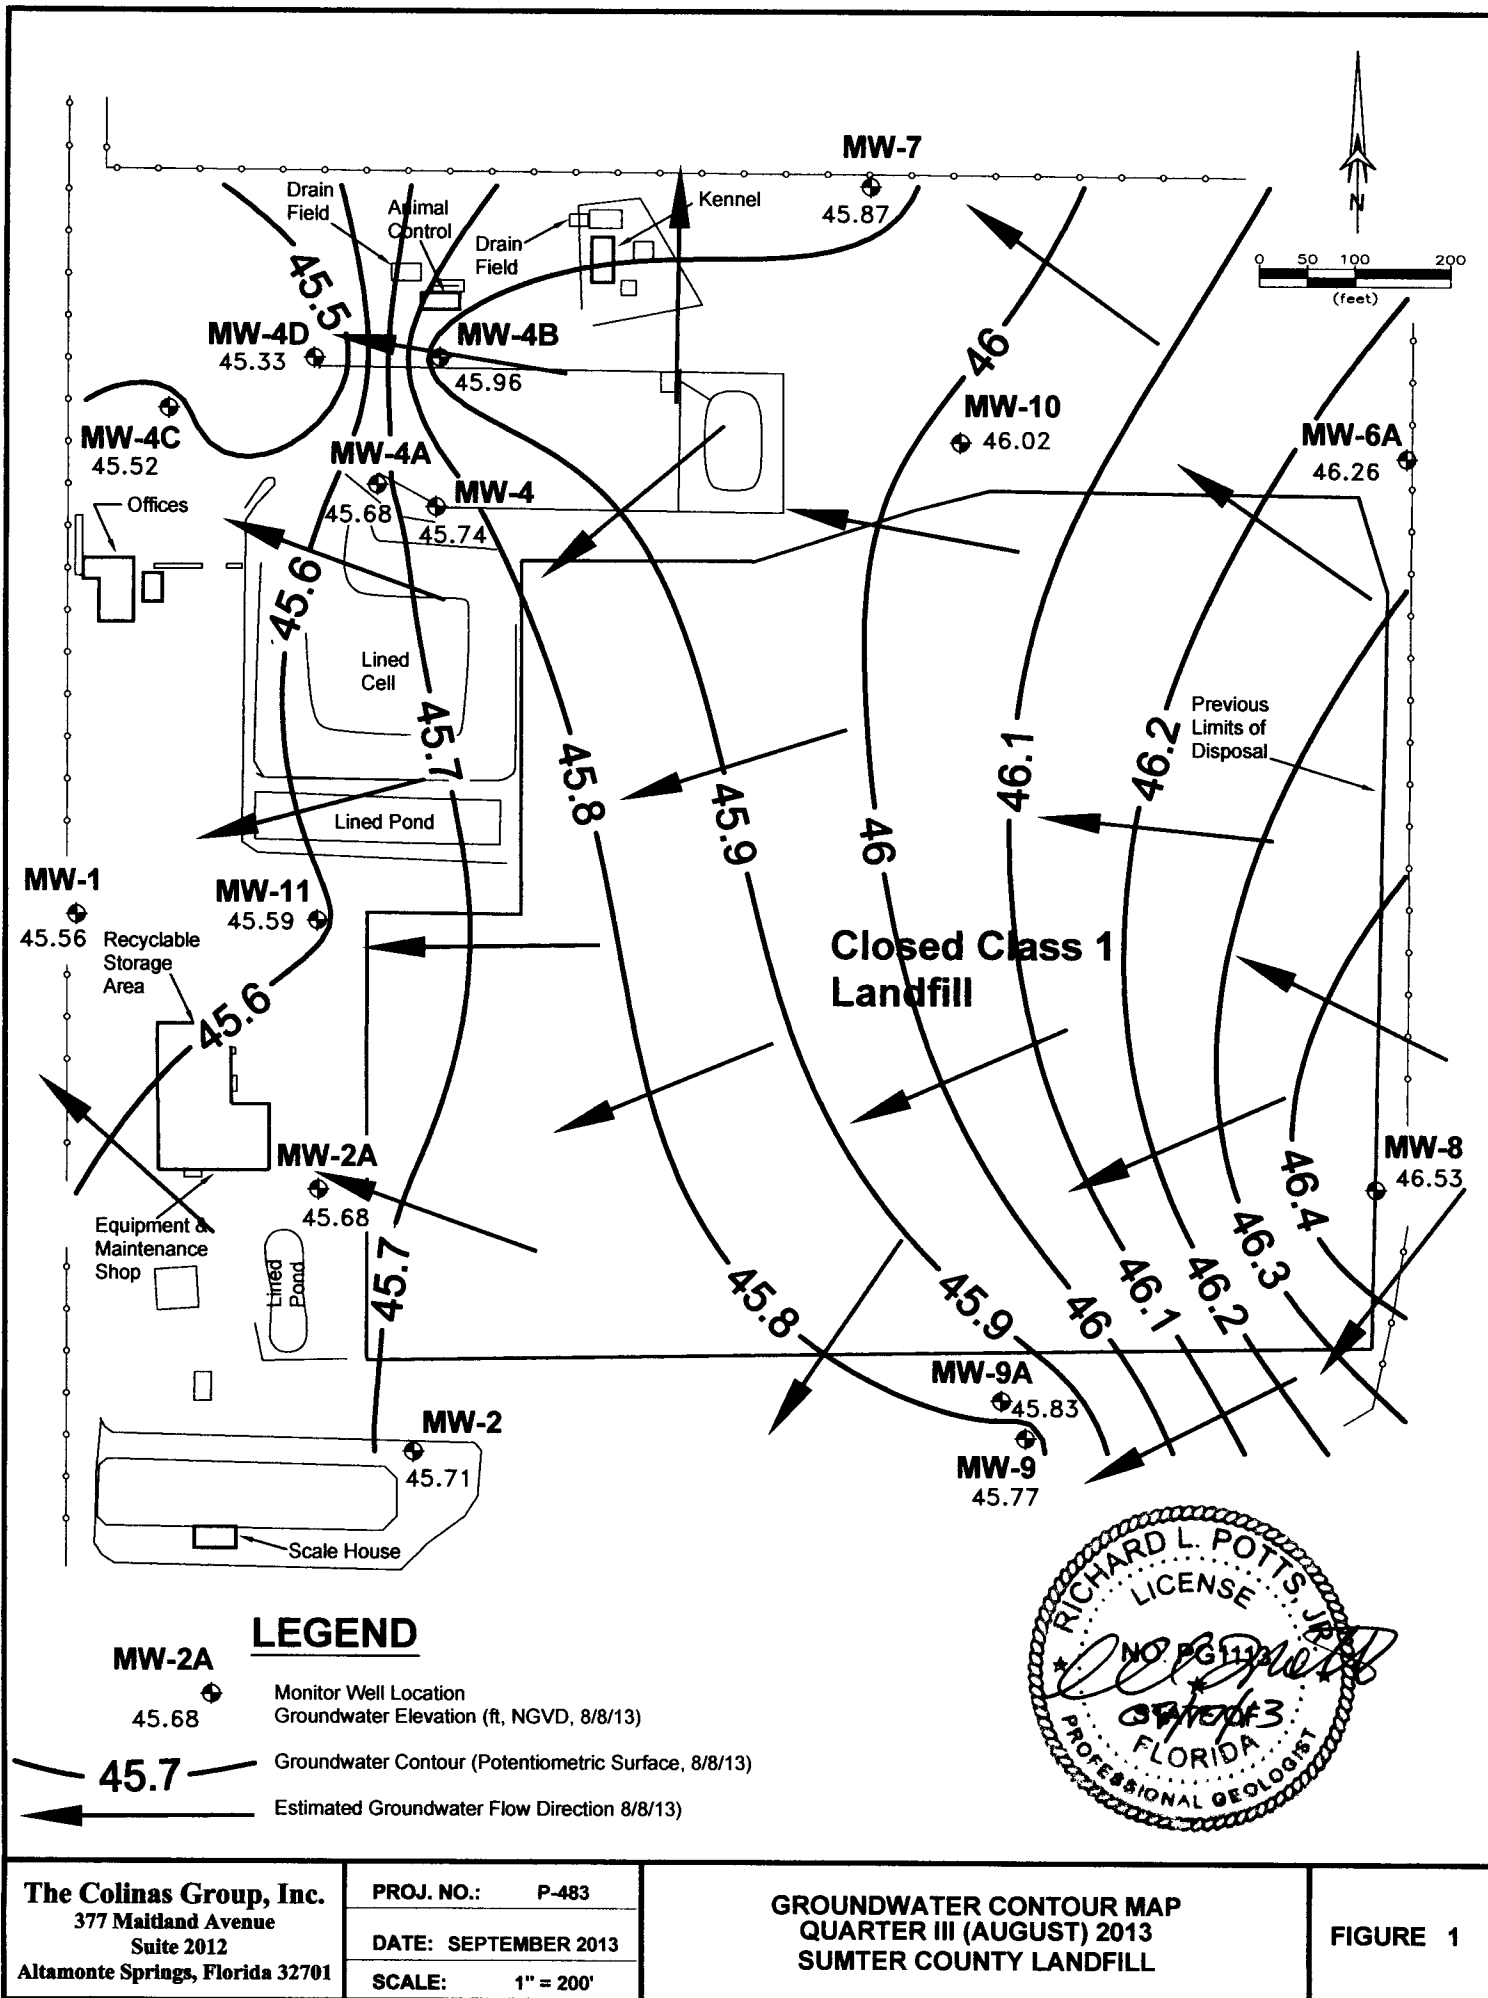 MW-7
45.87
Drain
Field
Animal
Control
Drain
Field
Kennel
N
0 50 100 200
(feet)
45.5
MW-4D
45.33
MW-4B
45.96
46
MW-10
46.02
MW-6A
46.26
MW-4C
45.52
MW-4A
45.68
MW-4
45.74
Offices
45.6
Lined
Cell
45.7
45.8
45.9
46
46.1
46.2
Previous
Limits of
Disposal
Lined Pond
MW-1
45.56
MW-11
45.59
Recyclable
Storage
Area
45.6
Closed Class 1
Landfill
MW-2A
45.68
MW-8
46.53
46.4
Equipment &
Maintenance
Shop
Lined
Pond
45.7
45.8
45.9
46
46.1
46.2
46.3
MW-9A
45.83
MW-9
45.77
MW-2
45.71
Scale House
RICHARD L. POTTS, JR
LICENSE
NO. PG1113
STATE OF
FLORIDA
PROFESSIONAL GEOLOGIST
LEGEND
MW-2A
45.68
Monitor Well Location
Groundwater Elevation (ft, NGVD, 8/8/13)
45.7
Groundwater Contour (Potentiometric Surface, 8/8/13)
Estimated Groundwater Flow Direction 8/8/13)
The Colinas Group, Inc.
377 Maitland Avenue
Suite 2012
Altamonte Springs, Florida 32701
PROJ. NO.: P-483
DATE: SEPTEMBER 2013
SCALE: 1" = 200'
GROUNDWATER CONTOUR MAP
QUARTER III (AUGUST) 2013
SUMTER COUNTY LANDFILL
FIGURE 1